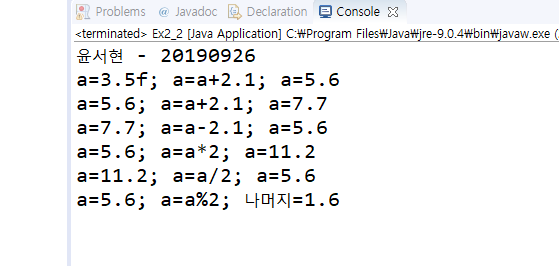 Problems @ Javadoc Declaration Console
<terminated> Ex2_2 [Java Application] C:₩Program Files₩Java₩jre-9.0.4₩bin₩javaw.exe (
윤서현 - 20190926
a=3.5f; a=a+2.1; a=5.6
a=5.6; a=a+2.1; a=7.7
a=7.7; a=a-2.1; a=5.6
a=5.6; a=a*2; a=11.2
a=11.2; a=a/2; a=5.6
a=5.6; a=a%2; 나머지=1.6